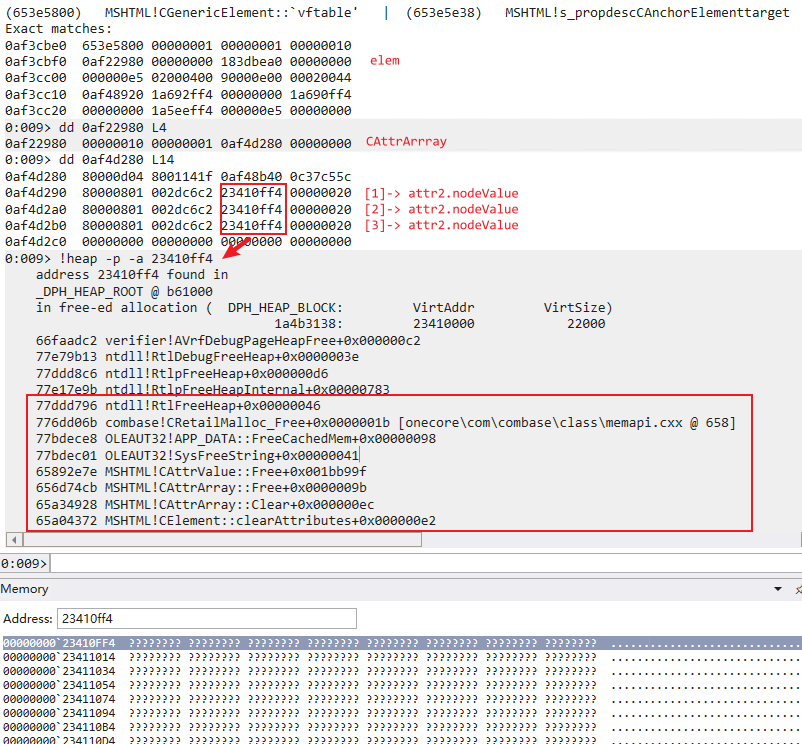 (653e5800)   MSHTML!CGenericElement::`vftable'   |  (653e5e38)   MSHTML!s_propdescCAnchorElementtarget
Exact matches:
0af3cbe0  653e5800 00000001 00000001 00000010
0af3cbf0  0af22980 00000000 183dbea0 00000000  elem
0af3cc00  000000e5 02000400 90000e00 00020044
0af3cc10  0af48920 1a692ff4 00000000 1a690ff4
0af3cc20  00000000 1a5eeff4 000000e5 00000000
0:009> dd 0af22980 L4
0af22980  00000010 00000001 0af4d280 00000000  CAttrArrray
0:009> dd 0af4d280 L14
0af4d280  80000d04 8001141f 0af48b40 0c37c55c
0af4d290  80000801 002dc6c2 23410ff4 00000020  [1]-> attr2.nodeValue
0af4d2a0  80000801 002dc6c2 23410ff4 00000020  [2]-> attr2.nodeValue
0af4d2b0  80000801 002dc6c2 23410ff4 00000020  [3]-> attr2.nodeValue
0af4d2c0  00000000 00000000 00000000 00000000
0:009> !heap -p -a 23410ff4
address 23410ff4 found in
_DPH_HEAP_ROOT @ b61000
in free-ed allocation (  DPH_HEAP_BLOCK:         VirtAddr         VirtSize)
1a4b3138:         23410000            22000
66faadc2 verifier!AVrfDebugPageHeapFree+0x000000c2
77e79b13 ntdll!RtlDebugFreeHeap+0x0000003e
77ddd8c6 ntdll!RtlpFreeHeap+0x000000d6
77e17e9b ntdll!RtlpFreeHeapInternal+0x00000783
77ddd796 ntdll!RtlFreeHeap+0x00000046
776dd06b combase!CRetailMalloc_Free+0x0000001b [onecore\com\combase\class\memapi.cxx @ 658]
77bdece8 OLEAUT32!APP_DATA::FreeCachedMem+0x00000098
77bdec01 OLEAUT32!SysFreeString+0x00000041
65892e7e MSHTML!CAttrValue::Free+0x001bb99f
656d74cb MSHTML!CAttrArray::Free+0x0000009b
65a34928 MSHTML!CAttrArray::Clear+0x000000ec
65a04372 MSHTML!CElement::clearAttributes+0x000000e2
0:009>
Memory
Address: 23410ff4
00000000`23410FF4  ???????? ???????? ???????? ???????? ???????? ???????? ???????? ????????  ................................
00000000`23411014  ???????? ???????? ???????? ???????? ???????? ???????? ???????? ????????  ................................
00000000`23411034  ???????? ???????? ???????? ???????? ???????? ???????? ???????? ????????  ................................
00000000`23411054  ???????? ???????? ???????? ???????? ???????? ???????? ???????? ????????  ................................
00000000`23411074  ???????? ???????? ???????? ???????? ???????? ???????? ???????? ????????  ................................
00000000`23411094  ???????? ???????? ???????? ???????? ???????? ???????? ???????? ????????  ................................
00000000`234110B4  ???????? ???????? ???????? ???????? ???????? ???????? ???????? ????????  ................................
00000000`234110D4  ???????? ???????? ???????? ???????? ???????? ???????? ???????? ????????  ................................